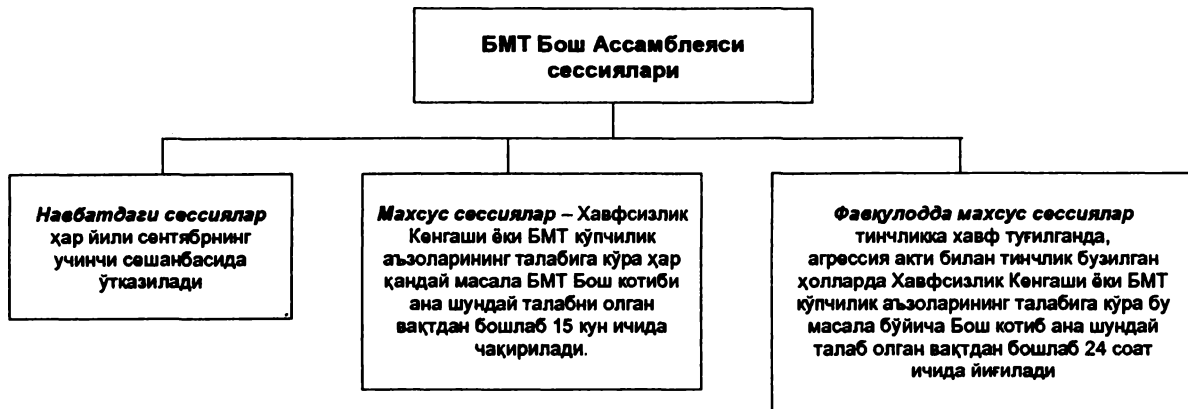 БМТ Бош Ассамблеяси
сессиялари
Навбатдаги сессиялар
ҳар йили сентябрнинг
учинчи сешанбасида
ўтказилади
Махсус сессиялар – Хавфсизлик
Кенгаши ёки БМТ кўпчилик
аъзоларининг талабига кўра ҳар
қандай масала БМТ Бош котиби
ана шундай талабни олган
вақтдан бошлаб 15 кун ичида
чақирилади.
Фавқулодда махсус сессиялар
тинчликка хавф туғилганда,
агрессия акти билан тинчлик бузилган
ҳолларда Хавфсизлик Кенгаши ёки БМТ
кўпчилик аъзоларининг талабига кўра бу
масала бўйича Бош котиб ана шундай
талаб олган вақтдан бошлаб 24 соат
ичида йиғилади